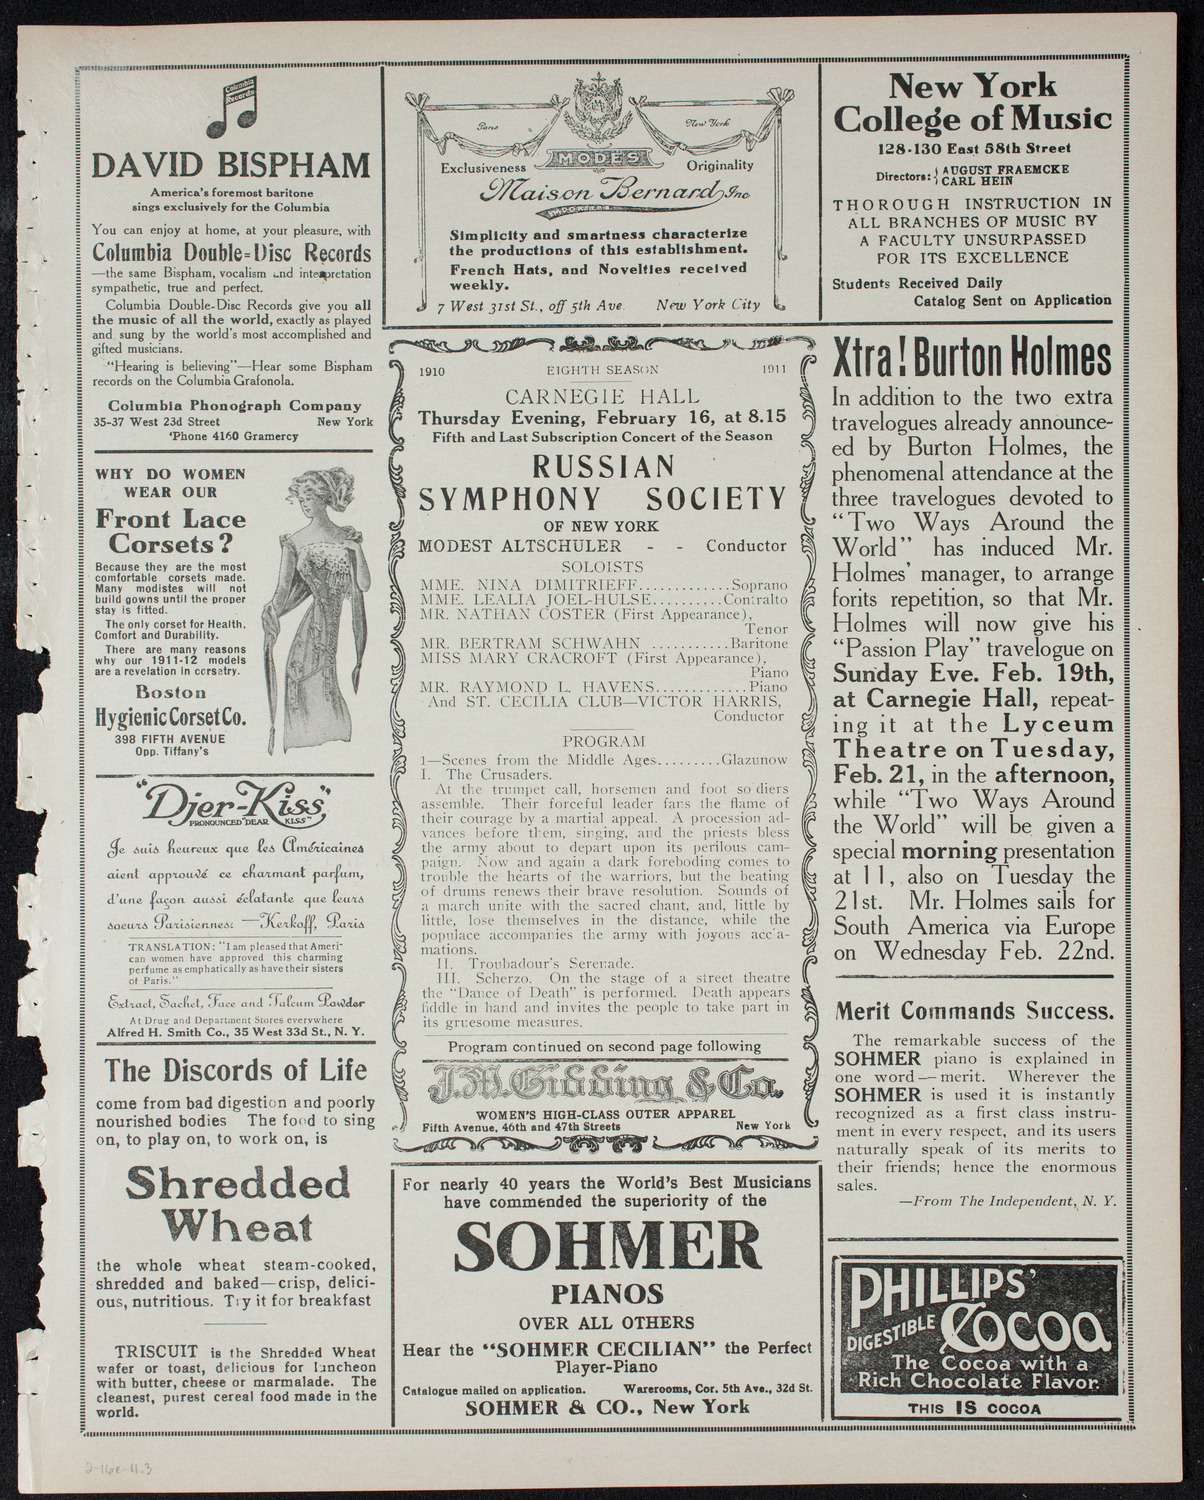 Columbia
Records
DAVID BISPHAM
America's foremost baritone
sings exclusively for the Columbia
You can enjoy at home, at your pleasure, with
Columbia Double=Disc Records
—the same Bispham, vocalism and interpretation
sympathetic, true and perfect.
Columbia Double-Disc Records give you all
the music of all the world, exactly as played
and sung by the world's most accomplished and
gifted musicians.
"Hearing is believing"—Hear some Bispham
records on the Columbia Grafonola.
Columbia Phonograph Company
35-37 West 23d Street New York
'Phone 4160 Gramercy
WHY DO WOMEN
WEAR OUR
Front Lace
Corsets?
Because they are the most
comfortable corsets made.
Many modistes will not
build gowns until the proper
stay is fitted.
The only corset for Health,
Comfort and Durability.
There are many reasons
why our 1911-12 models
are a revelation in corsetry.
Boston
Hygienic Corset Co.
398 FIFTH AVENUE
Opp. Tiffany's
"Djer-Kiss"
PRONOUNCED "DEAR KISS"
Je suis heureux que les Américaines
aient approuvé ce charmant parfum,
d'une façon aussi éclatante que leurs
soeurs Parisiennes: —Kerkoff, Paris
TRANSLATION: "I am pleased that Ameri-
can women have approved this charming
perfume as emphatically as have their sisters
of Paris."
Extract, Sachet, Face and Talcum Powder
At Drug and Department Stores everywhere
Alfred H. Smith Co., 35 West 33d St., N. Y.
The Discords of Life
come from bad digestion and poorly
nourished bodies The food to sing
on, to play on, to work on, is
Shredded
Wheat
the whole wheat steam-cooked,
shredded and baked—crisp, delici-
ous, nutritious. Try it for breakfast
TRISCUIT is the Shredded Wheat
wafer or toast, delicious for luncheon
with butter, cheese or marmalade. The
cleanest, purest cereal food made in the
world.
Paris New York
MODES
Exclusiveness Originality
Maison Bernard Inc
Simplicity and smartness characterize
the productions of this establishment.
French Hats, and Novelties received
weekly.
7 West 31st St., off 5th Ave. New York City
1910 EIGHTH SEASON 1911
CARNEGIE HALL
Thursday Evening, February 16, at 8.15
Fifth and Last Subscription Concert of the Season
RUSSIAN
SYMPHONY SOCIETY
OF NEW YORK
MODEST ALTSCHULER - - Conductor
SOLOISTS
MME. NINA DIMITRIEFF............Soprano
MME. LEALIA JOEL-HULSE..........Contralto
MR. NATHAN COSTER (First Appearance),
Tenor
MR. BERTRAM SCHWAHN ...........Baritone
MISS MARY CRACROFT (First Appearance),
Piano
MR. RAYMOND L. HAVENS.............Piano
And ST. CECILIA CLUB—VICTOR HARRIS,
Conductor
PROGRAM
1—Scenes from the Middle Ages.........Glazunow
I. The Crusaders.
At the trumpet call, horsemen and foot so diers
assemble. Their forceful leader fans the flame of
their courage by a martial appeal. A procession ad-
vances before them, singing, and the priests bless
the army about to depart upon its perilous cam-
paign. Now and again a dark foreboding comes to
trouble the hearts of the warriors, but the beating
of drums renews their brave resolution. Sounds of
a march unite with the sacred chant, and, little by
little, lose themselves in the distance, while the
populace accompanies the army with joyous acc'a-
mations.
II. Troubadour's Serenade.
III. Scherzo. On the stage of a street theatre
the "Dance of Death" is performed. Death appears
fiddle in hand and invites the people to take part in
its gruesome measures.
Program continued on second page following
J.M. Gidding & Co.
WOMEN'S HIGH-CLASS OUTER APPAREL
Fifth Avenue, 46th and 47th Streets New York
For nearly 40 years the World's Best Musicians
have commended the superiority of the
SOHMER
PIANOS
OVER ALL OTHERS
Hear the "SOHMER CECILIAN" the Perfect
Player-Piano
Catalogue mailed on application. Warerooms, Cor. 5th Ave., 32d St.
SOHMER & CO., New York
New York
College of Music
128-130 East 58th Street
Directors: { AUGUST FRAEMCKE
CARL HEIN
THOROUGH INSTRUCTION IN
ALL BRANCHES OF MUSIC BY
A FACULTY UNSURPASSED
FOR ITS EXCELLENCE
Students Received Daily
Catalog Sent on Application
Xtra! Burton Holmes
In addition to the two extra
travelogues already announce-
ed by Burton Holmes, the
phenomenal attendance at the
three travelogues devoted to
"Two Ways Around the
World" has induced Mr.
Holmes' manager, to arrange
forits repetition, so that Mr.
Holmes will now give his
"Passion Play" travelogue on
Sunday Eve. Feb. 19th,
at Carnegie Hall, repeat-
ing it at the Lyceum
Theatre on Tuesday,
Feb. 21, in the afternoon,
while "Two Ways Around
the World" will be given a
special morning presentation
at 11, also on Tuesday the
21st. Mr. Holmes sails for
South America via Europe
on Wednesday Feb. 22nd.
Merit Commands Success.
The remarkable success of the
SOHMER piano is explained in
one word—merit. Wherever the
SOHMER is used it is instantly
recognized as a first class instru-
ment in every respect, and its users
naturally speak of its merits to
their friends; hence the enormous
sales.
—From The Independent, N. Y.
PHILLIPS'
DIGESTIBLE COCOA
The Cocoa with a
Rich Chocolate Flavor.
THIS IS COCOA
2-16e-11.3